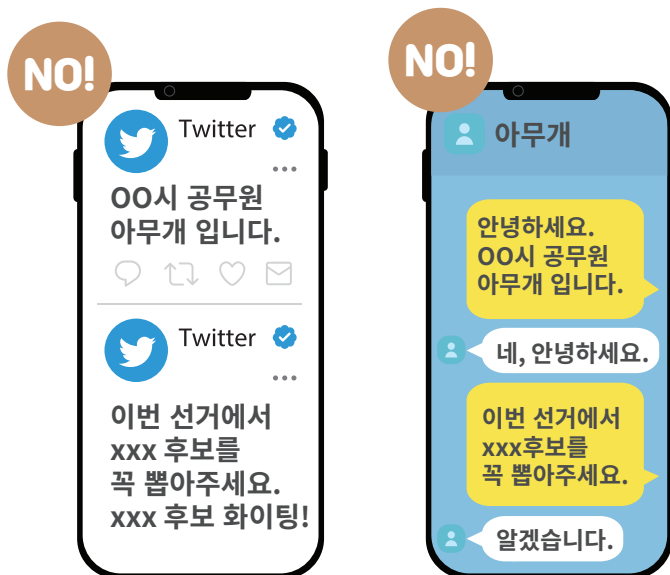 NO!
Twitter
OO시 공무원
아무개 입니다.
Twitter
이번 선거에서
xxx 후보를
꼭 뽑아주세요.
xxx 후보 화이팅!
NO!
아무개
안녕하세요.
OO시 공무원
아무개 입니다.
네, 안녕하세요.
이번 선거에서
xxx후보를
꼭 뽑아주세요.
알겠습니다.